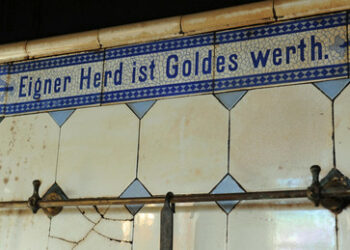 Eigner Herd ist Goldes werth.